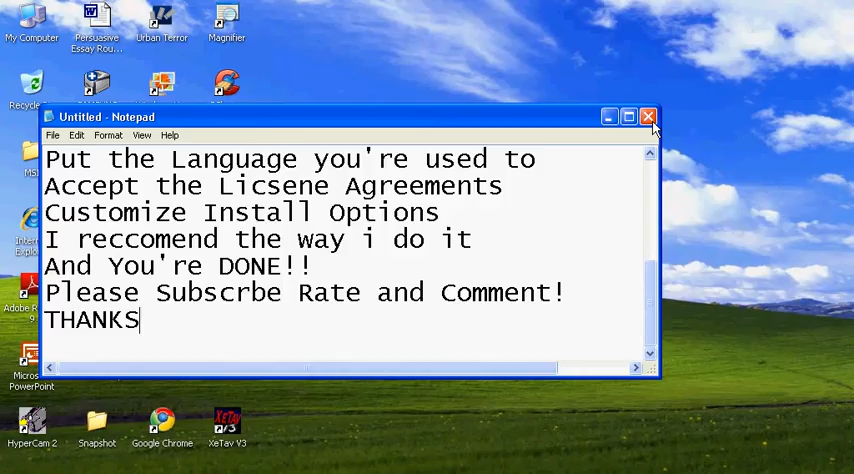 My Computer
Persuasive Essay Rou...
Urban Terror
Magnifier
Untitled - Notepad
File Edit Format View Help
Put the Language you're used to
Accept the Licsene Agreements
Customize Install Options
I reccomend the way i do it
And You're DONE!!
Please Subscrbe Rate and Comment!
THANKS
PowerPoint
HyperCam 2
Snapshot
Google Chrome
XeTav V3